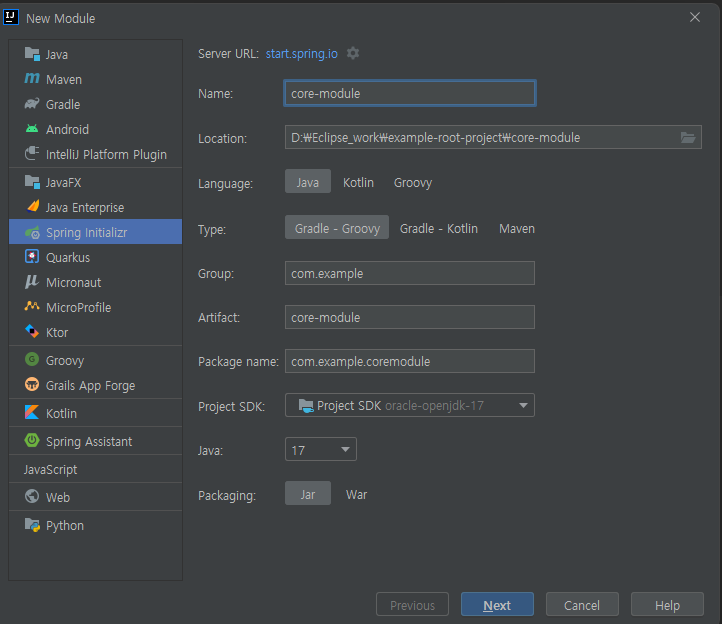 New Module
Java
Maven
Gradle
Android
IntelliJ Platform Plugin
JavaFX
Java Enterprise
Spring Initializr
Quarkus
Micronaut
MicroProfile
Ktor
Groovy
Grails App Forge
Kotlin
Spring Assistant
JavaScript
Web
Python
Server URL: start.spring.io
Name: core-module
Location: D:₩Eclipse_work₩example-root-project₩core-module
Language: Java Kotlin Groovy
Type: Gradle - Groovy Gradle - Kotlin Maven
Group: com.example
Artifact: core-module
Package name: com.example.coremodule
Project SDK: Project SDK oracle-openjdk-17
Java: 17
Packaging: Jar War
Previous Next Cancel Help